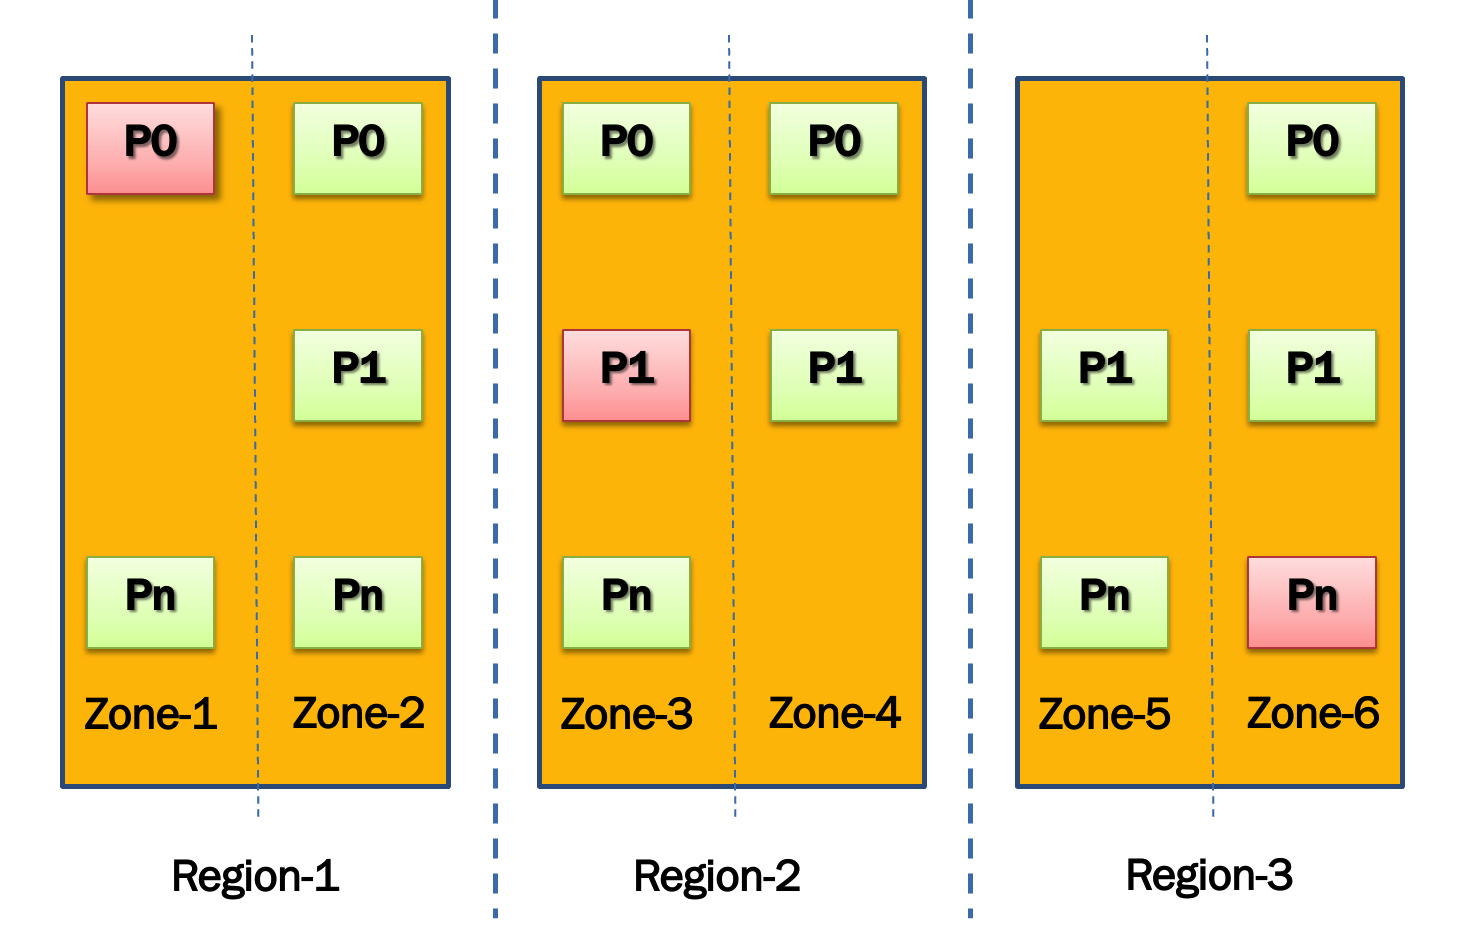 P0 P0 P0 P0 P0
P1 P1 P1 P1 P1
Pn Pn Pn Pn Pn
Zone-1 Zone-2 Zone-3 Zone-4 Zone-5 Zone-6
Region-1 Region-2 Region-3